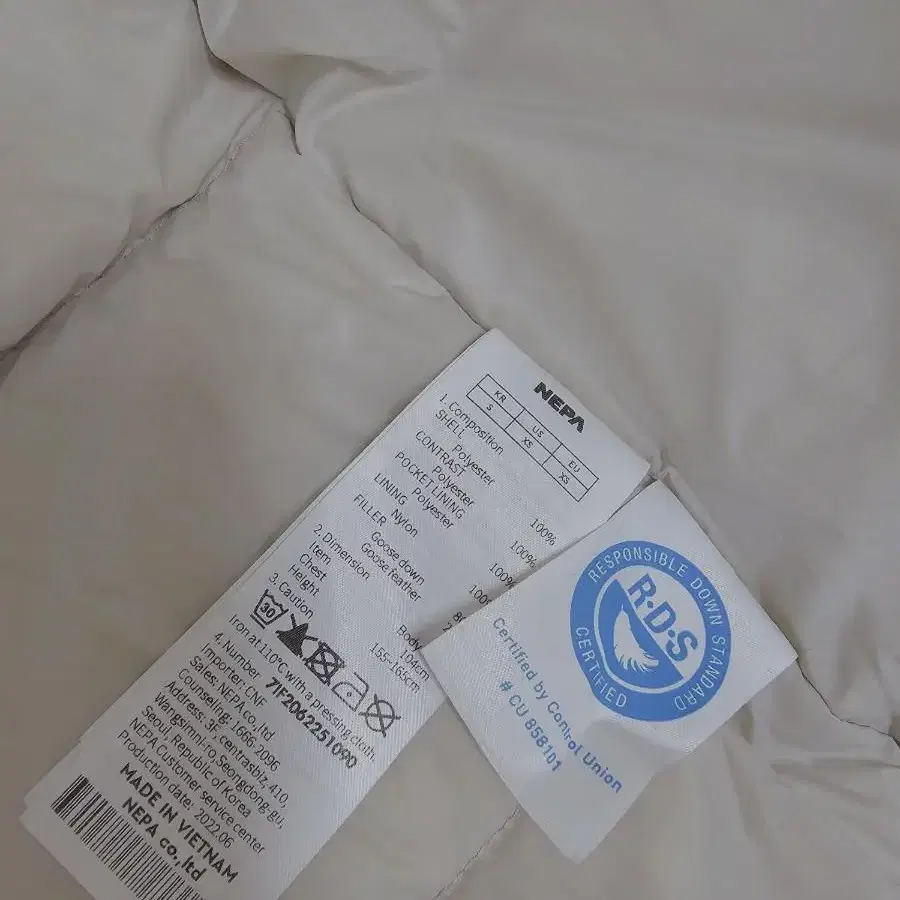 NEPA
KR US EU
S XS XS
1. Composition
SHELL
Polyester 100%
CONTRAST
Polyester 100%
POCKET LINING
Polyester 100%
LINING
Nylon 100%
FILLER
Goose down
Goose feather
2. Dimension
Item Body
Chest 104cm
Height 155-165cm
3. Caution
30
Iron at 110℃ with a pressing cloth.
7IF2062251090
4. Number
Importer: CNF
Sales: NEPA co.,ltd
Counseling: 1666-2096
Address: 3F centrasbiz, 410,
Wangsimni-ro Seongdong-gu,
Seoul, Republic of Korea
NEPA Customer service center
Production date: 2022.06
MADE IN VIETNAM
NEPA co.,ltd
RESPONSIBLE DOWN STANDARD
R·D·S
CERTIFIED
Certified by Control Union
# CU 858101